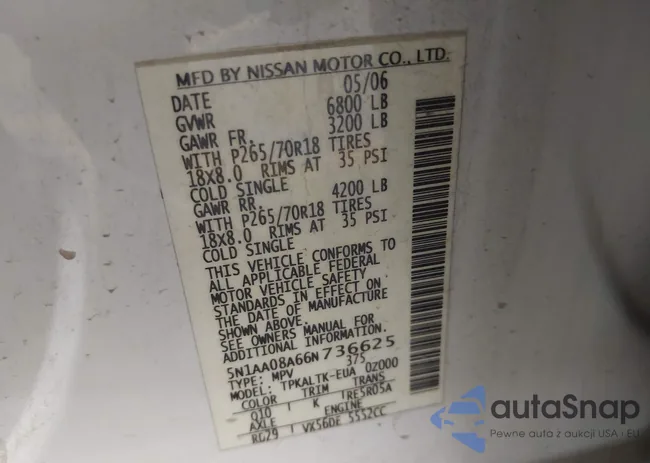 MFD BY NISSAN MOTOR CO., LTD.
DATE 05/06
GVWR 6800 LB
GAWR FR. 3200 LB
WITH P265/70R18 TIRES
18X8.0 RIMS AT 35 PSI
COLD SINGLE
GAWR RR. 4200 LB
WITH P265/70R18 TIRES
18X8.0 RIMS AT 35 PSI
COLD SINGLE
THIS VEHICLE CONFORMS TO
ALL APPLICABLE FEDERAL
MOTOR VEHICLE SAFETY
STANDARDS IN EFFECT ON
THE DATE OF MANUFACTURE
SHOWN ABOVE.
SEE OWNERS MANUAL FOR
ADDITIONAL INFORMATION.
5N1AA08A66N736625
TYPE: MPV 375
MODEL: TPKALTK-EUA 0Z000
COLOR TRIM TRANS
Q10 K RE5R05A
AXLE ENGINE
RG29 VK56DE 5552CC
autaSnap
Pewne auta z aukcji USA i EU